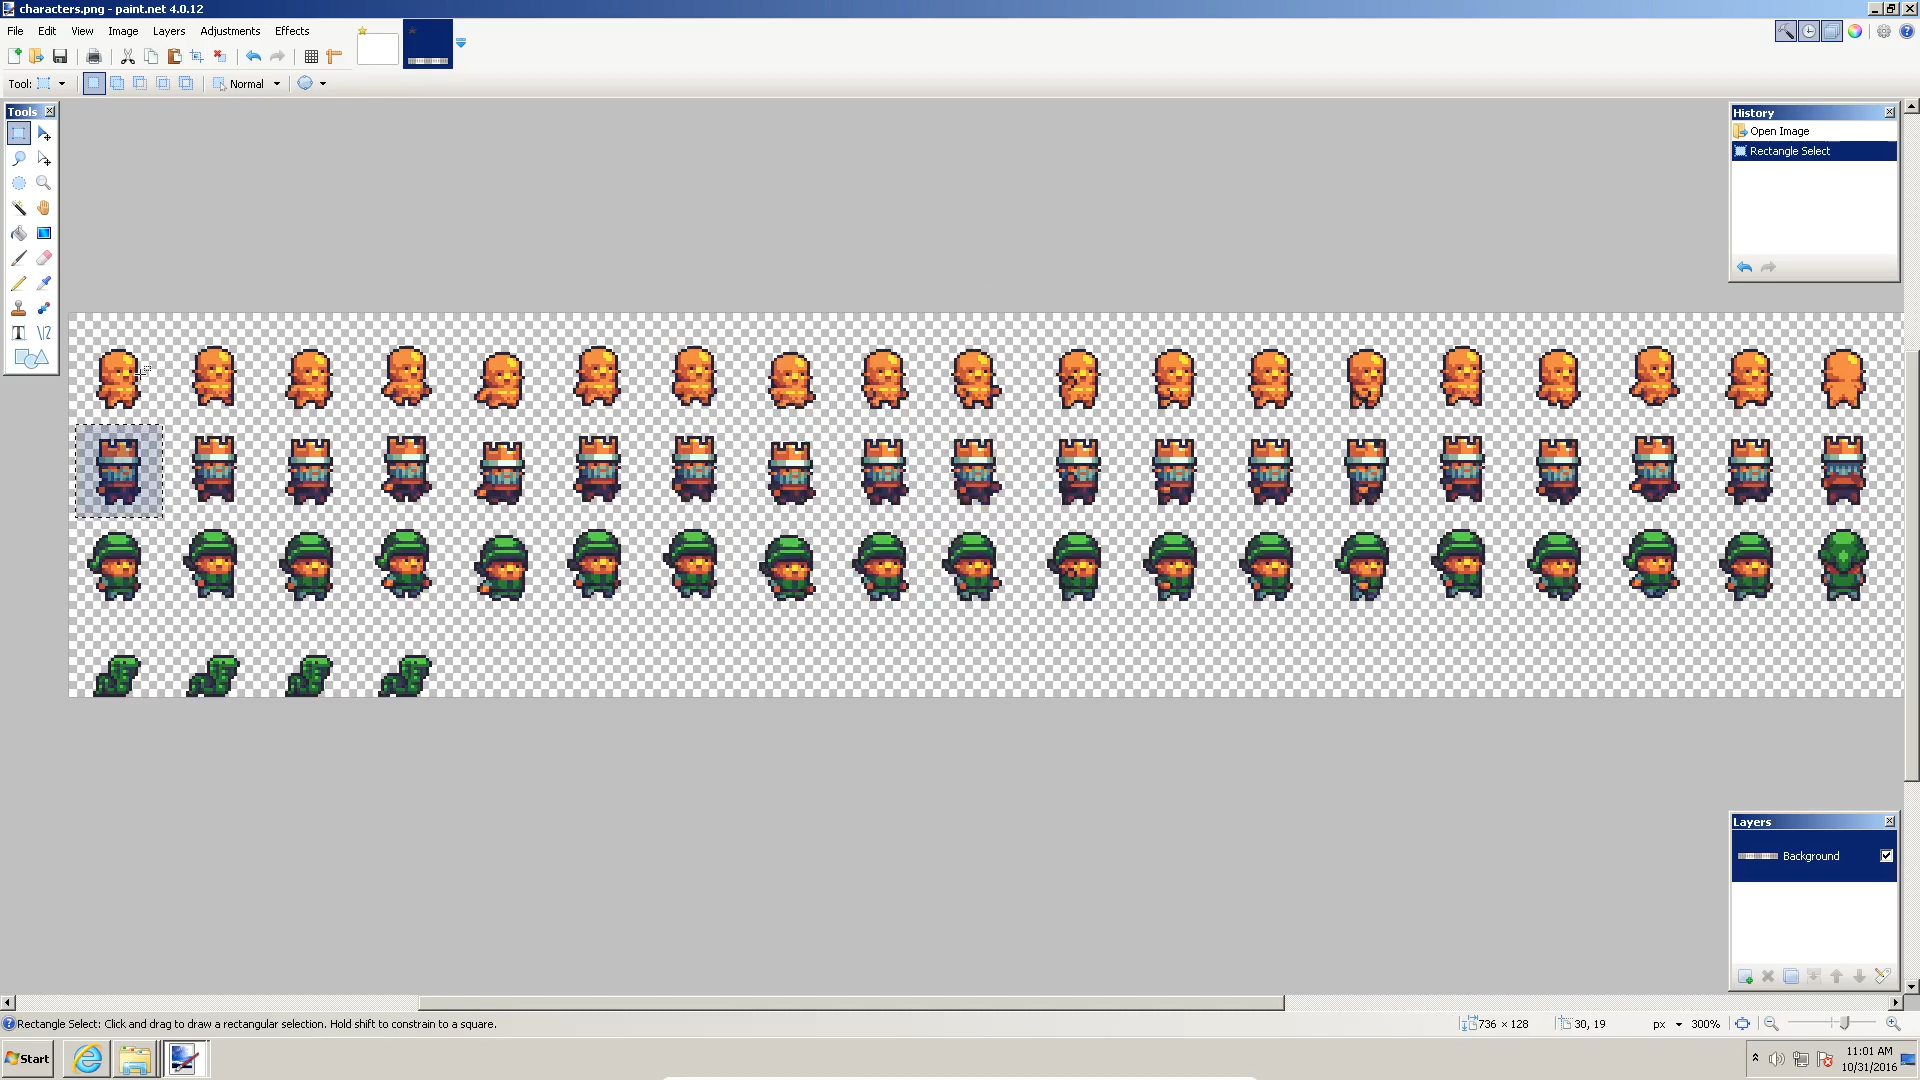 characters.png - paint.net 4.0.12
File Edit View Image Layers Adjustments Effects
Tool: Normal
Tools
History
Open Image
Rectangle Select
Layers
Background
Rectangle Select: Click and drag to draw a rectangular selection. Hold shift to constrain to a square.
736 × 128
30, 19
px
300%
Start
11:01 AM
10/31/2016